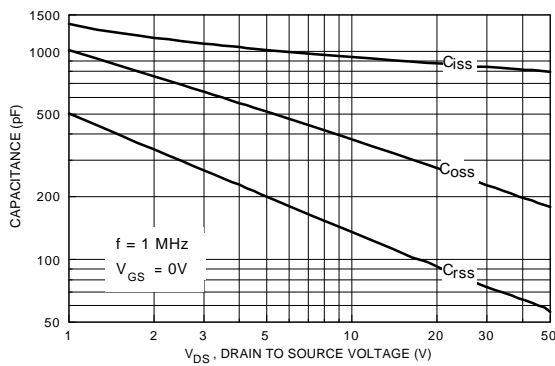 1500
1000
500
200
100
50
CAPACITANCE (pF)
Ciss
Coss
Crss
f = 1 MHz
VGS = 0V
1 2 3 5 10 20 30 50
VDS , DRAIN TO SOURCE VOLTAGE (V)